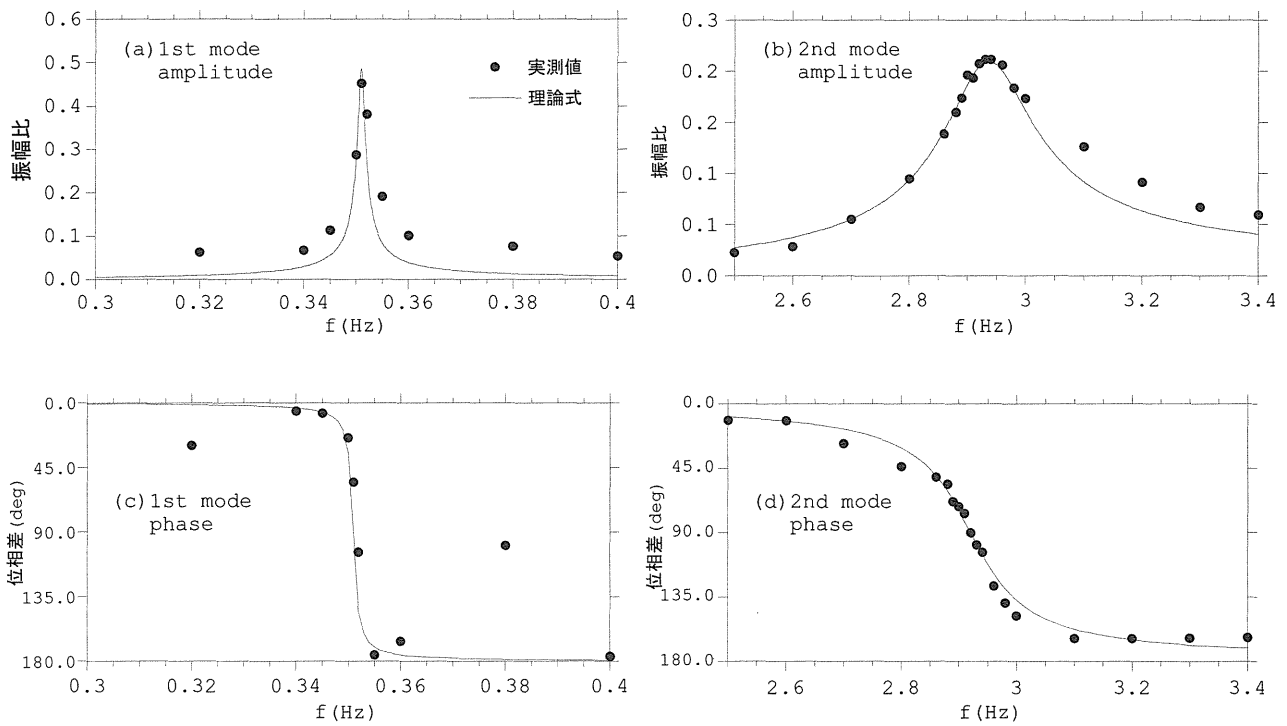 0.6
0.5
0.4
0.3
0.2
0.1
0.0
振幅比
(a)1st mode
amplitude
実測値
理論式
0.3
0.32
0.34
0.36
0.38
0.4
f(Hz)
0.3
0.2
0.2
0.1
0.1
0.0
振幅比
(b)2nd mode
amplitude
2.6
2.8
3
3.2
3.4
f(Hz)
0.0
45.0
90.0
135.0
180.0
位相差(deg)
(c)1st mode
phase
0.3
0.32
0.34
0.36
0.38
0.4
f(Hz)
0.0
45.0
90.0
135.0
180.0
位相差(deg)
(d)2nd mode
phase
2.6
2.8
3
3.2
3.4
f(Hz)